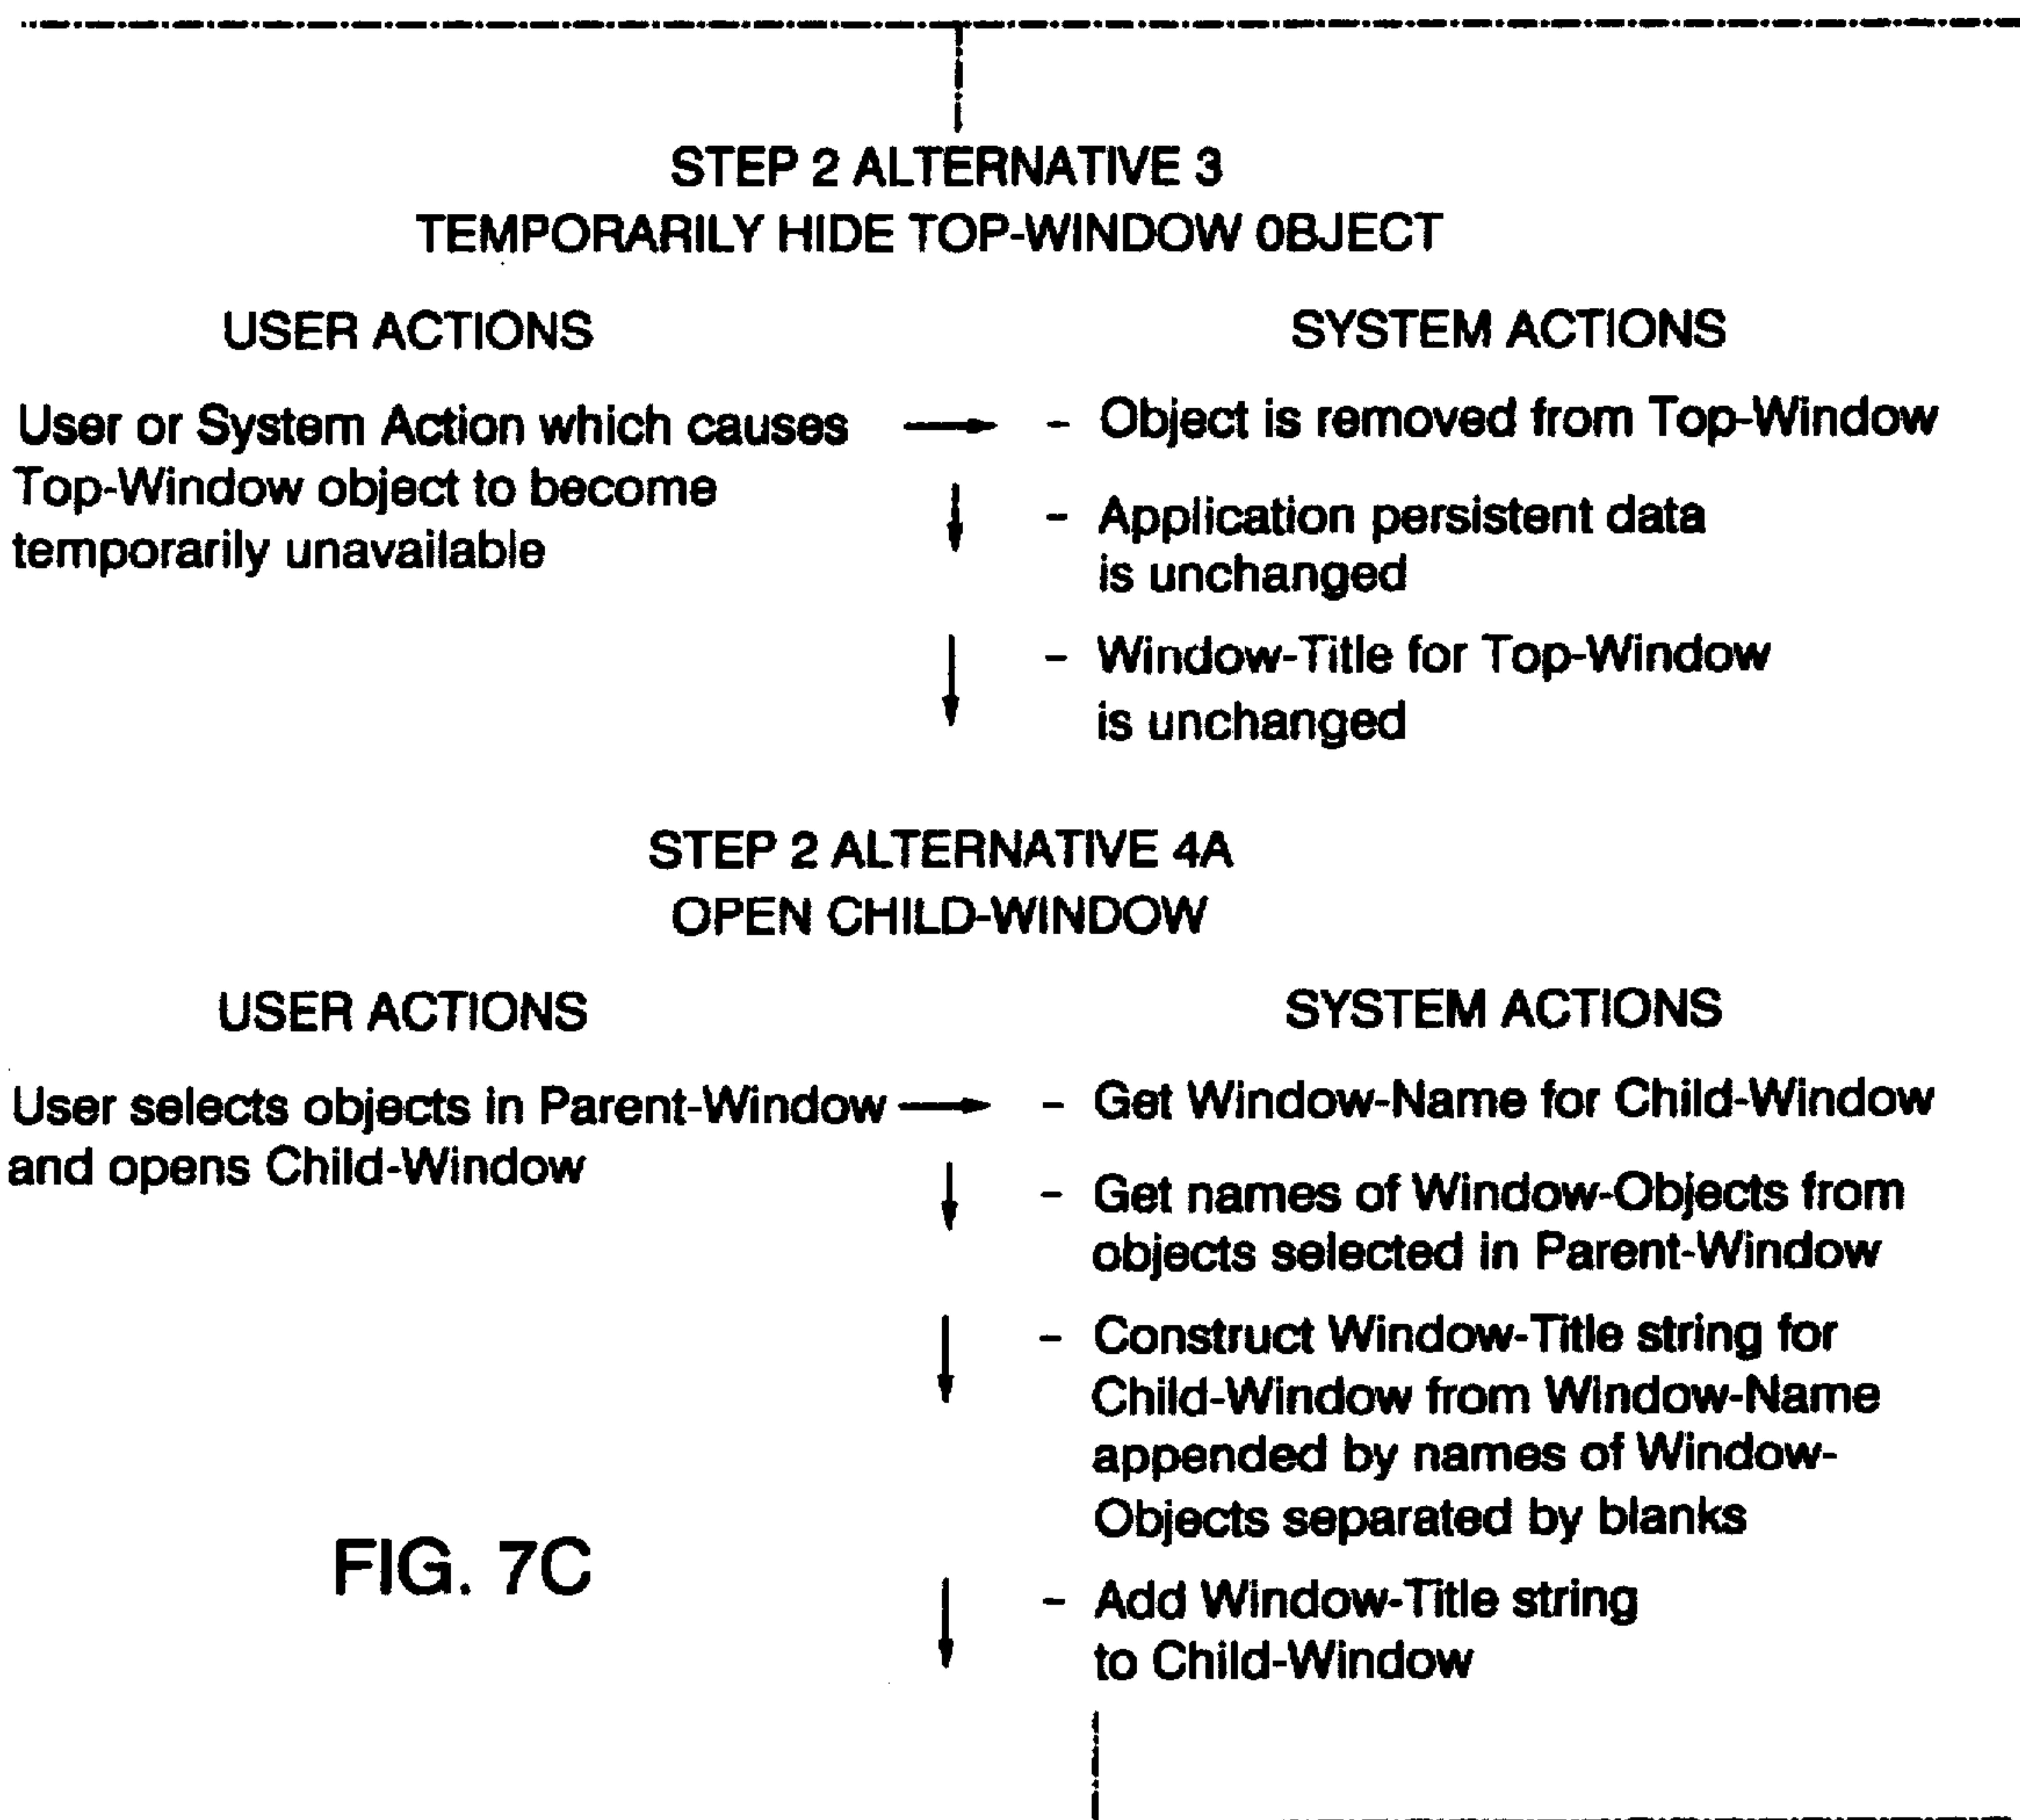 STEP 2 ALTERNATIVE 3
TEMPORARILY HIDE TOP-WINDOW OBJECT
USER ACTIONS
User or System Action which causes
Top-Window object to become
temporarily unavailable
SYSTEM ACTIONS
- Object is removed from Top-Window
- Application persistent data
is unchanged
- Window-Title for Top-Window
is unchanged
STEP 2 ALTERNATIVE 4A
OPEN CHILD-WINDOW
USER ACTIONS
User selects objects in Parent-Window
and opens Child-Window
SYSTEM ACTIONS
- Get Window-Name for Child-Window
- Get names of Window-Objects from
objects selected in Parent-Window
- Construct Window-Title string for
Child-Window from Window-Name
appended by names of Window-
Objects separated by blanks
- Add Window-Title string
to Child-Window
FIG. 7C